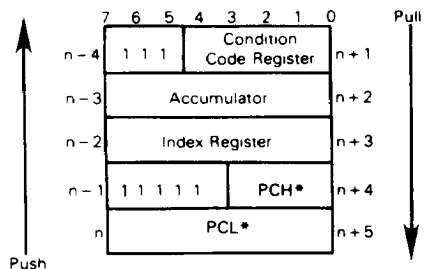 7 6 5 4 3 2 1 0
Pull
n-4 1 1 1 Condition Code Register n+1
n-3 Accumulator n+2
n-2 Index Register n+3
n-1 1 1 1 1 1 PCH* n+4
n PCL* n+5
Push